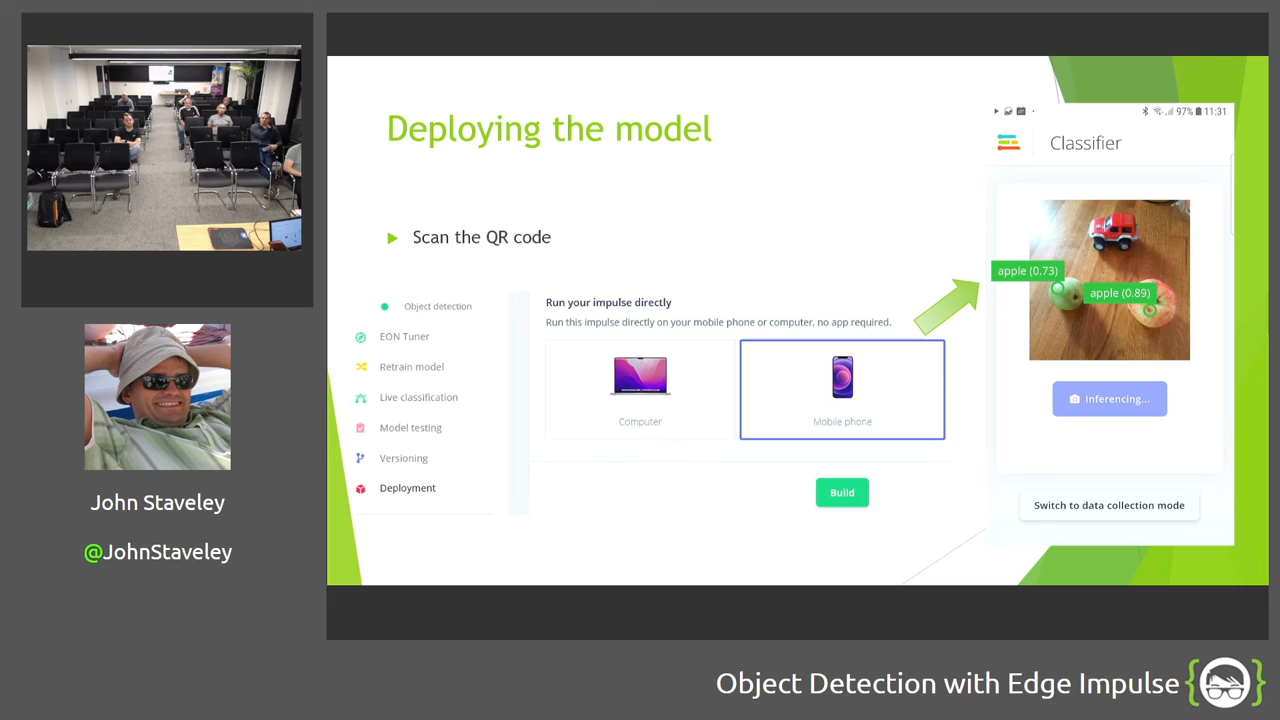 Deploying the model
Scan the QR code
Object detection
EON Tuner
Retrain model
Live classification
Model testing
Versioning
Deployment
Run your impulse directly
Run this impulse directly on your mobile phone or computer, no app required.
Computer
Mobile phone
Build
97% 11:31
Classifier
apple (0.73)
apple (0.89)
Inferencing...
Switch to data collection mode
John Staveley
@JohnStaveley
Object Detection with Edge Impulse